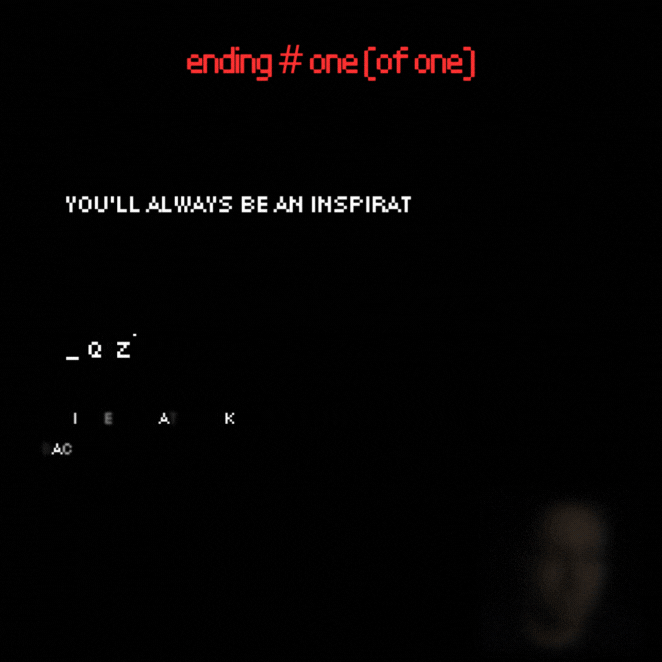 ending # one (of one)
YOU'LL ALWAYS BE AN INSPIRAT
_ Q Z
I E A K
AC